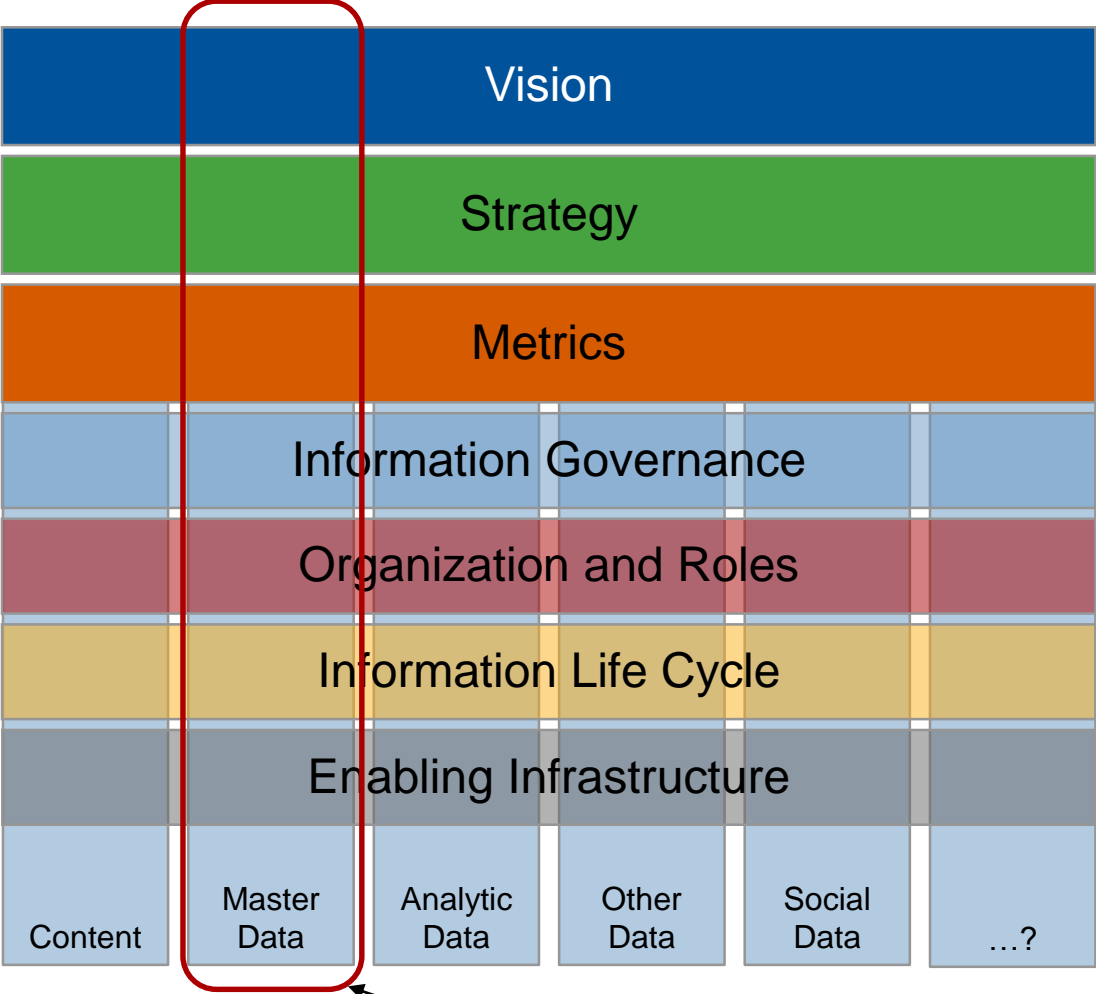 Vision
Strategy
Metrics
Information Governance
Organization and Roles
Information Life Cycle
Enabling Infrastructure
Content
Master
Data
Analytic
Data
Other
Data
Social
Data
…?